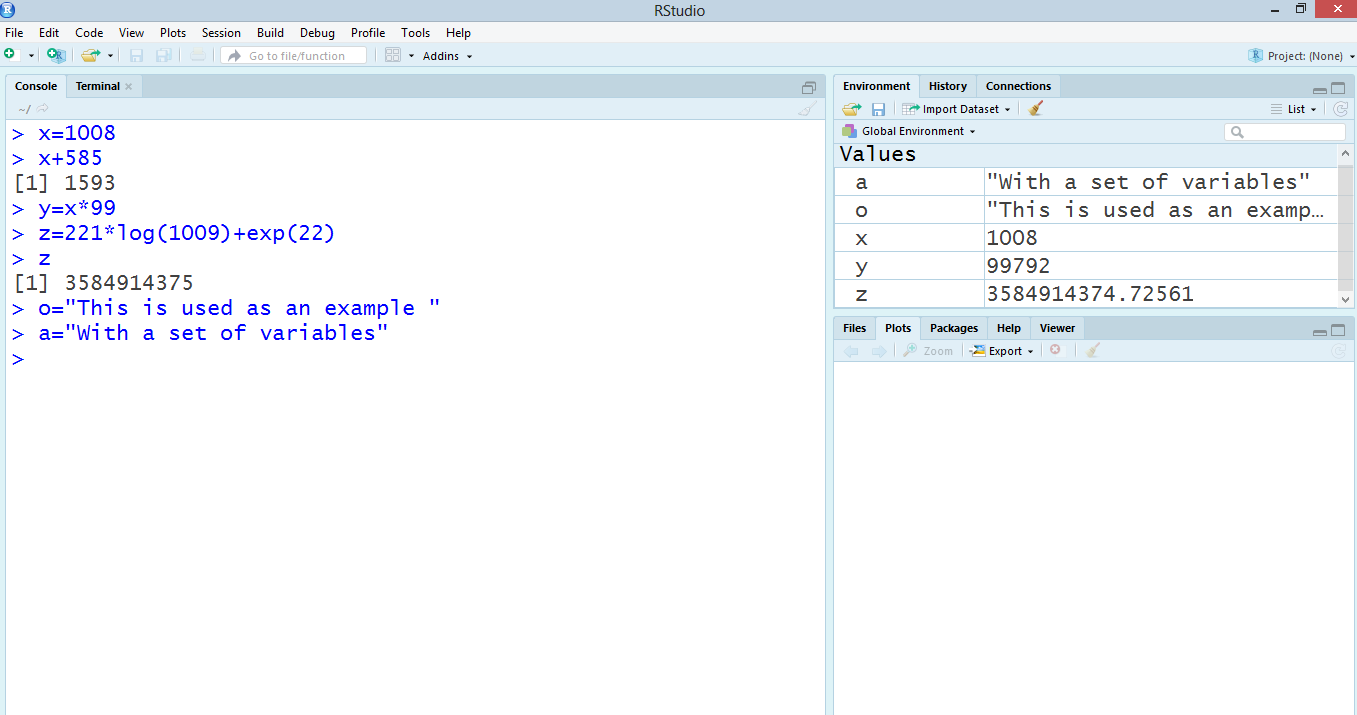 RStudio
File Edit Code View Plots Session Build Debug Profile Tools Help
Go to file/function Addins Project: (None)
Console Terminal
~/
> x=1008
> x+585
[1] 1593
> y=x*99
> z=221*log(1009)+exp(22)
> z
[1] 3584914375
> o="This is used as an example "
> a="With a set of variables"
>
Environment History Connections
Import Dataset List
Global Environment
Values
a "With a set of variables"
o "This is used as an examp…
x 1008
y 99792
z 3584914374.72561
Files Plots Packages Help Viewer
Zoom Export